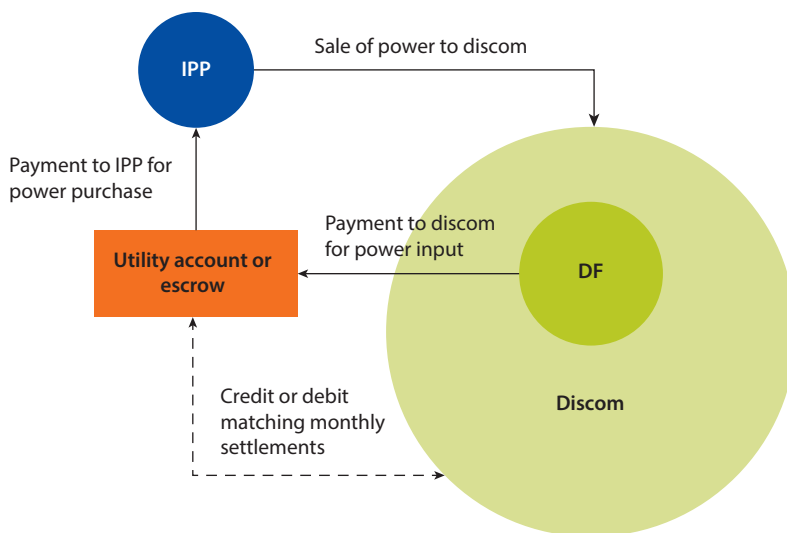 Sale of power to discom
IPP
Payment to IPP for
power purchase
Payment to discom
for power input
Utility account or
escrow
DF
Credit or debit
matching monthly
settlements
Discom